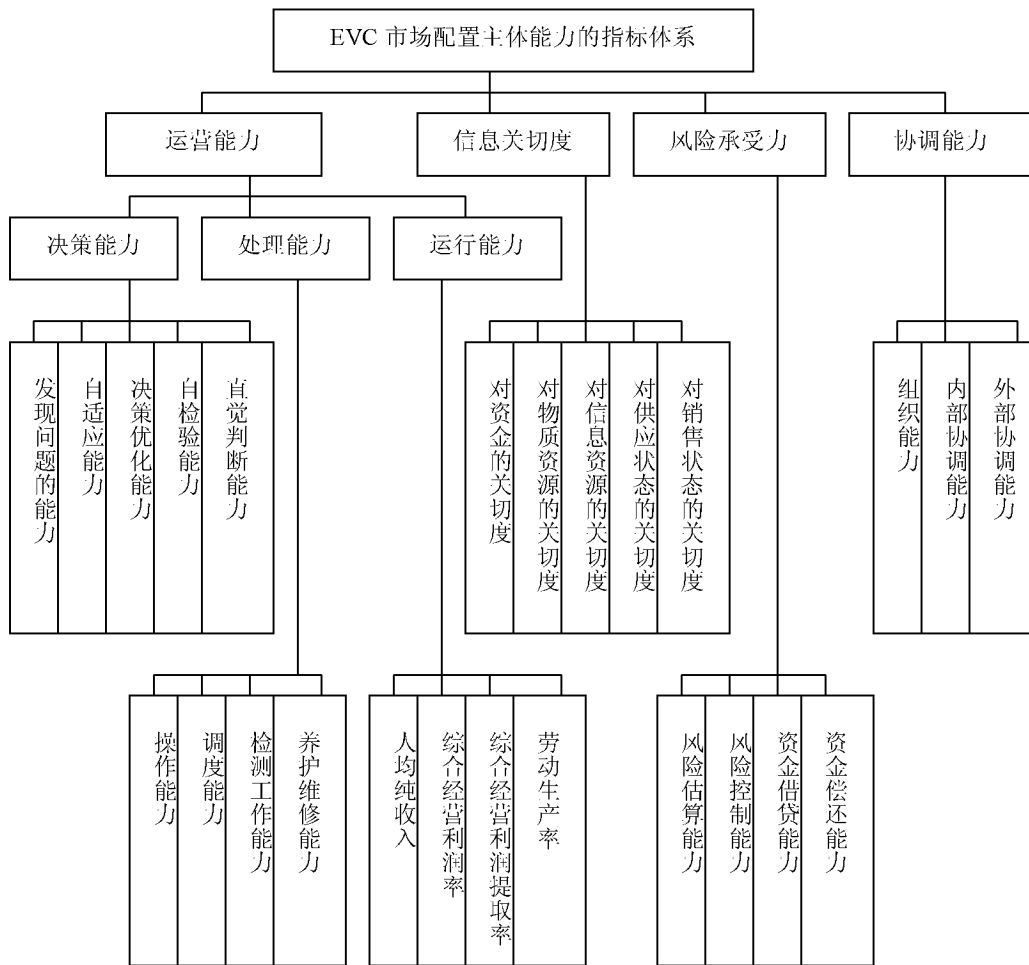 EVC 市场配置主体能力的指标体系
运营能力
信息关切度
风险承受力
协调能力
决策能力
处理能力
运行能力
发现问题的能力
自适应能力
决策优化能力
自检验能力
直觉判断能力
对资金的关切度
对物质资源的关切度
对信息资源的关切度
对供应状态的关切度
对销售状态的关切度
组织能力
内部协调能力
外部协调能力
操作能力
调度能力
检测工作能力
养护维修能力
人均纯收入
综合经营利润率
综合经营利润提取率
劳动生产率
风险估算能力
风险控制能力
资金借贷能力
资金偿还能力